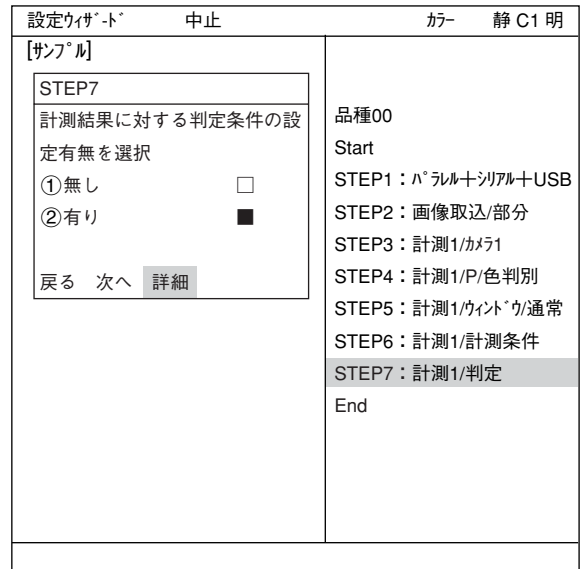 設定ｳｨｻﾞｰﾄﾞ 中止 ｶﾗｰ 静 C1 明
[ｻﾝﾌﾟﾙ]
STEP7
計測結果に対する判定条件の設
定有無を選択
①無し □
②有り ■
戻る 次へ 詳細
品種00
Start
STEP1：ﾊﾟﾗﾚﾙ＋ｼﾘｱﾙ＋USB
STEP2：画像取込/部分
STEP3：計測1/ｶﾒﾗ1
STEP4：計測1/P/色判別
STEP5：計測1/ｳｨﾝﾄﾞｳ/通常
STEP6：計測1/計測条件
STEP7：計測1/判定
End